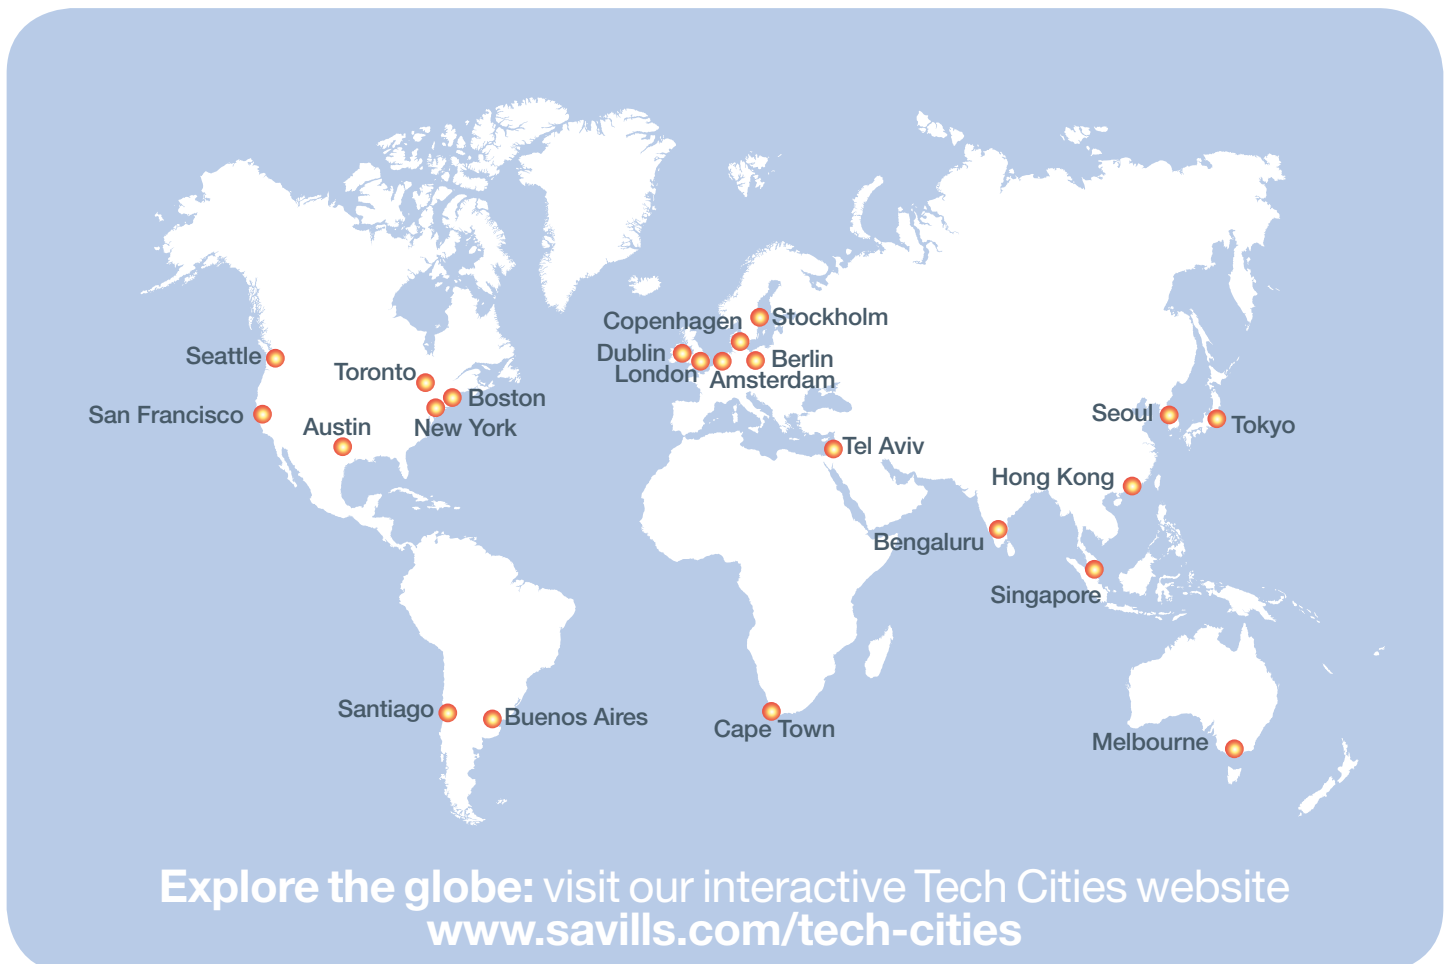 Copenhagen
Stockholm
Dublin
Berlin
Seattle
London
Amsterdam
Toronto
Boston
San Francisco
Austin
New York
Seoul
Tokyo
Tel Aviv
Hong Kong
Bengaluru
Singapore
Santiago
Buenos Aires
Cape Town
Melbourne
Explore the globe: visit our interactive Tech Cities website
www.savills.com/tech-cities